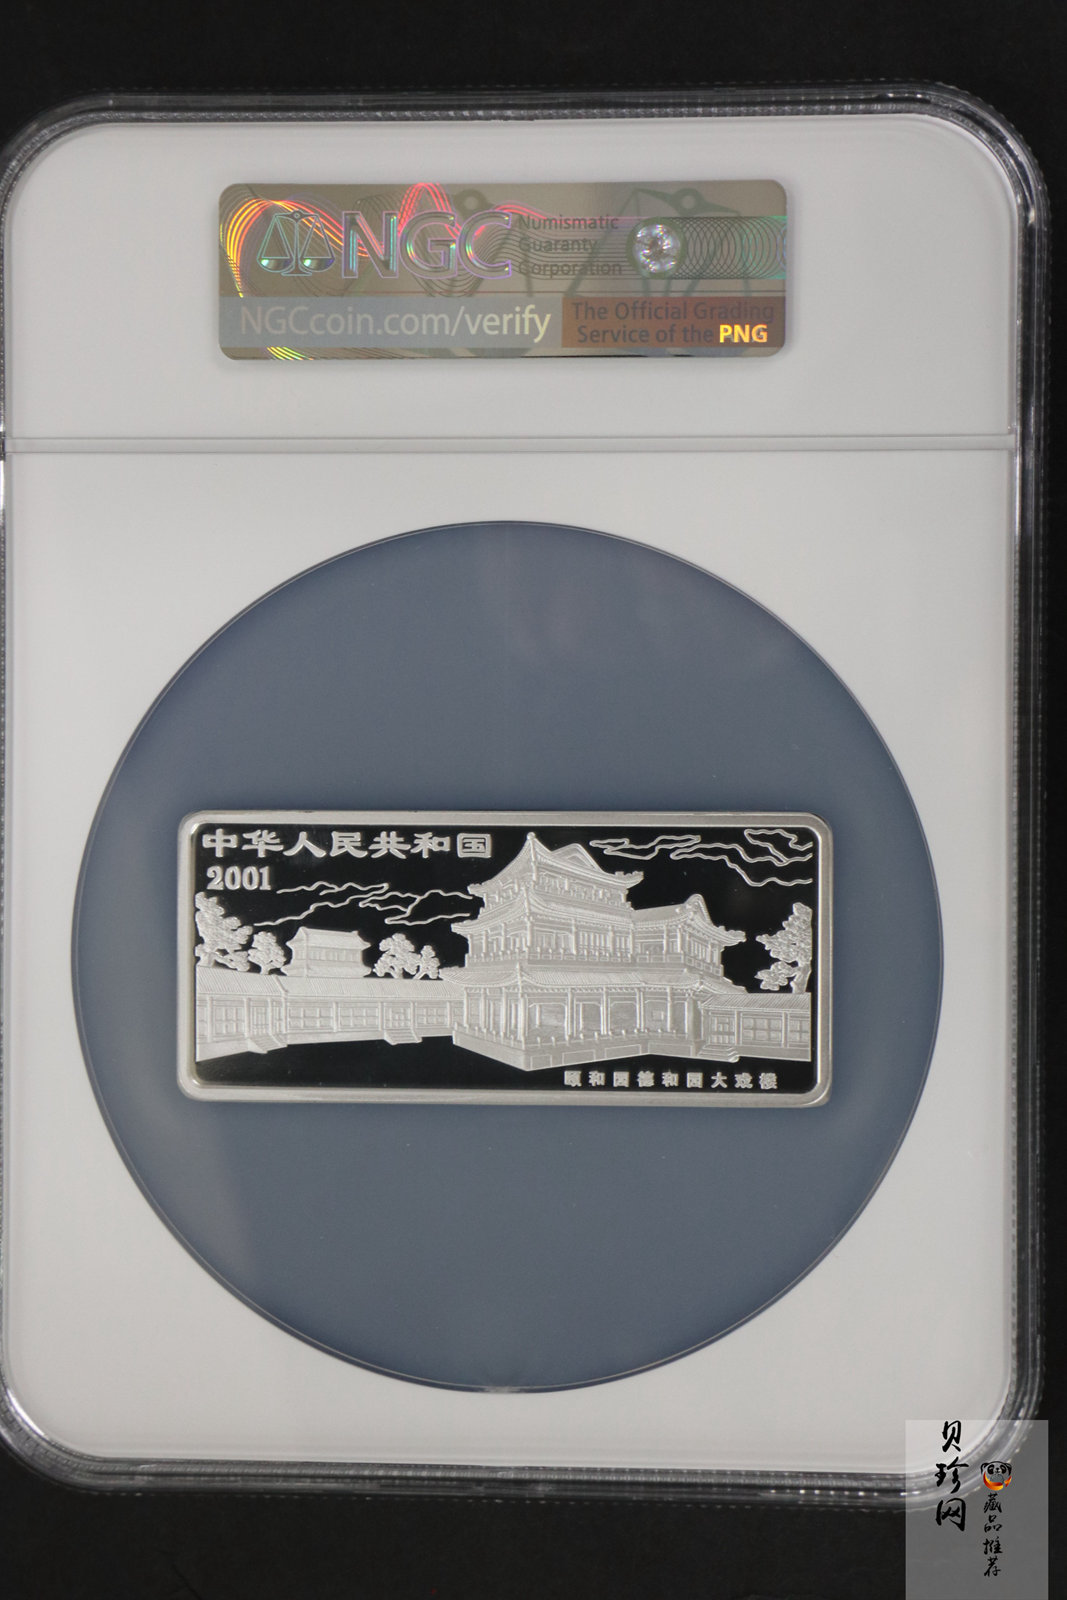 NGC
Numismatic
Guaranty
Corporation
NGCcoin.com/verify
The Official Grading
Service of the PNG
中华人民共和国
2001
颐和园德和园大戏楼
贝珍网
藏品推荐